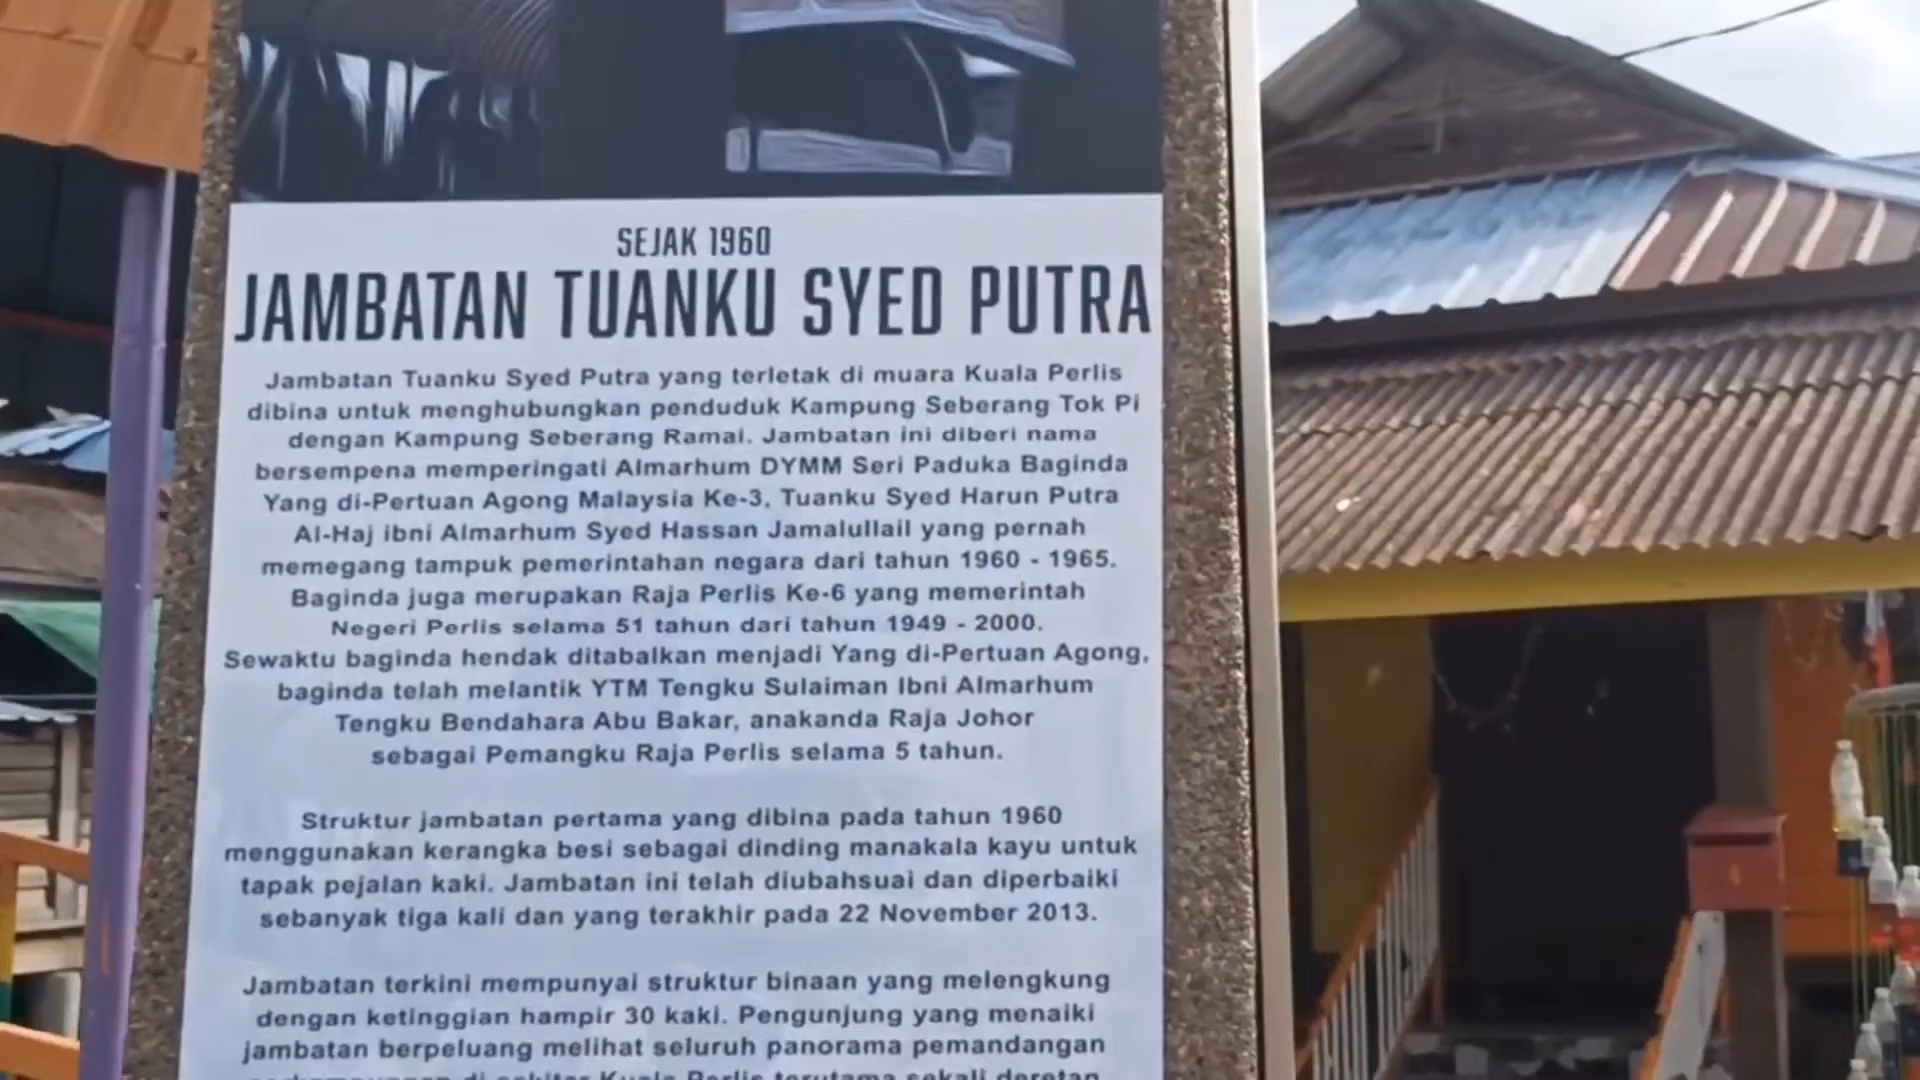 SEJAK 1960
JAMBATAN TUANKU SYED PUTRA
Jambatan Tuanku Syed Putra yang terletak di muara Kuala Perlis
dibina untuk menghubungkan penduduk Kampung Seberang Tok Pi
dengan Kampung Seberang Ramai. Jambatan ini diberi nama
bersempena memperingati Almarhum DYMM Seri Paduka Baginda
Yang di-Pertuan Agong Malaysia Ke-3, Tuanku Syed Harun Putra
Al-Haj ibni Almarhum Syed Hassan Jamalullail yang pernah
memegang tampuk pemerintahan negara dari tahun 1960 - 1965.
Baginda juga merupakan Raja Perlis Ke-6 yang memerintah
Negeri Perlis selama 51 tahun dari tahun 1949 - 2000.
Sewaktu baginda hendak ditabalkan menjadi Yang di-Pertuan Agong,
baginda telah melantik YTM Tengku Sulaiman Ibni Almarhum
Tengku Bendahara Abu Bakar, anakanda Raja Johor
sebagai Pemangku Raja Perlis selama 5 tahun.
Struktur jambatan pertama yang dibina pada tahun 1960
menggunakan kerangka besi sebagai dinding manakala kayu untuk
tapak pejalan kaki. Jambatan ini telah diubahsuai dan diperbaiki
sebanyak tiga kali dan yang terakhir pada 22 November 2013.
Jambatan terkini mempunyai struktur binaan yang melengkung
dengan ketinggian hampir 30 kaki. Pengunjung yang menaiki
jambatan berpeluang melihat seluruh panorama pemandangan
perkampungan di sekitar Kuala Perlis terutama sekali deretan